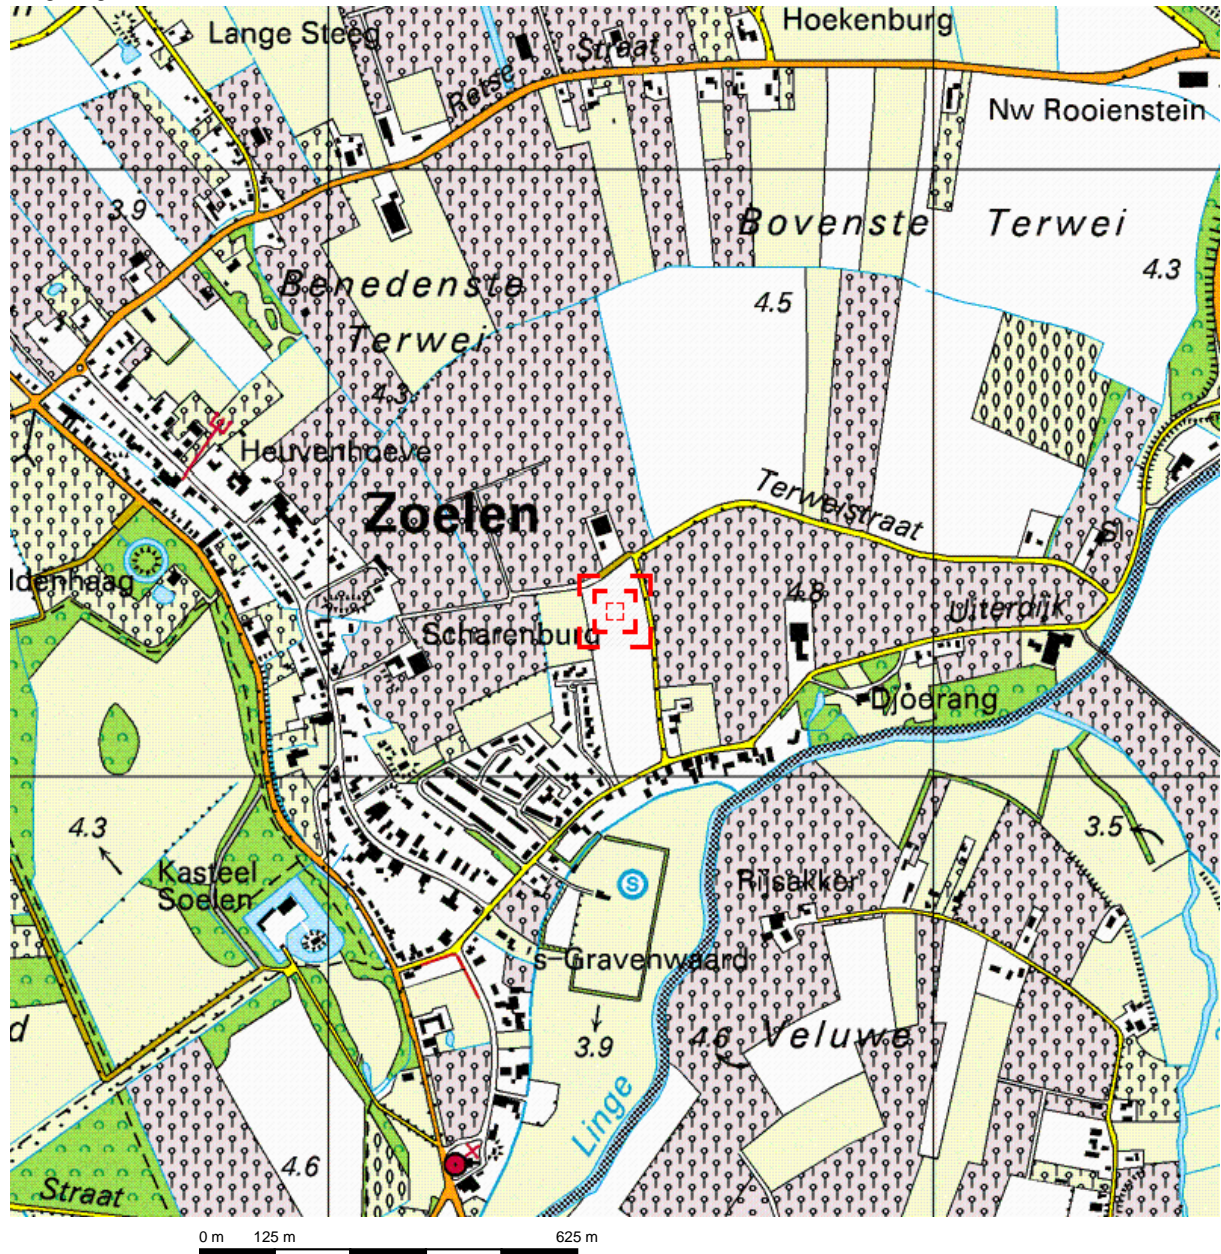 Hoekenburg
Lange Steeg
Straat
Retse
Nw Rooienstein
3.9
Bovenste Terwei
4.3
Benedenste
4.5
Terwei
4.3
Heuvenhoeve
Zoelen
Terweistraat
Sl
ldenhaag
4.8
Uiterdijk
Scharenburg
Djoerang
4.3
3.5
Kasteel
Soelen
S
Rijsakker
s-Gravenwaard
d
3.9
4.6
Veluwe
Linge
4.6
Straat
0 m 125 m 625 m